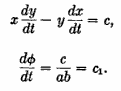 x dy/dt − y dx/dt = c,
dϕ/dt = c/ab = c₁.